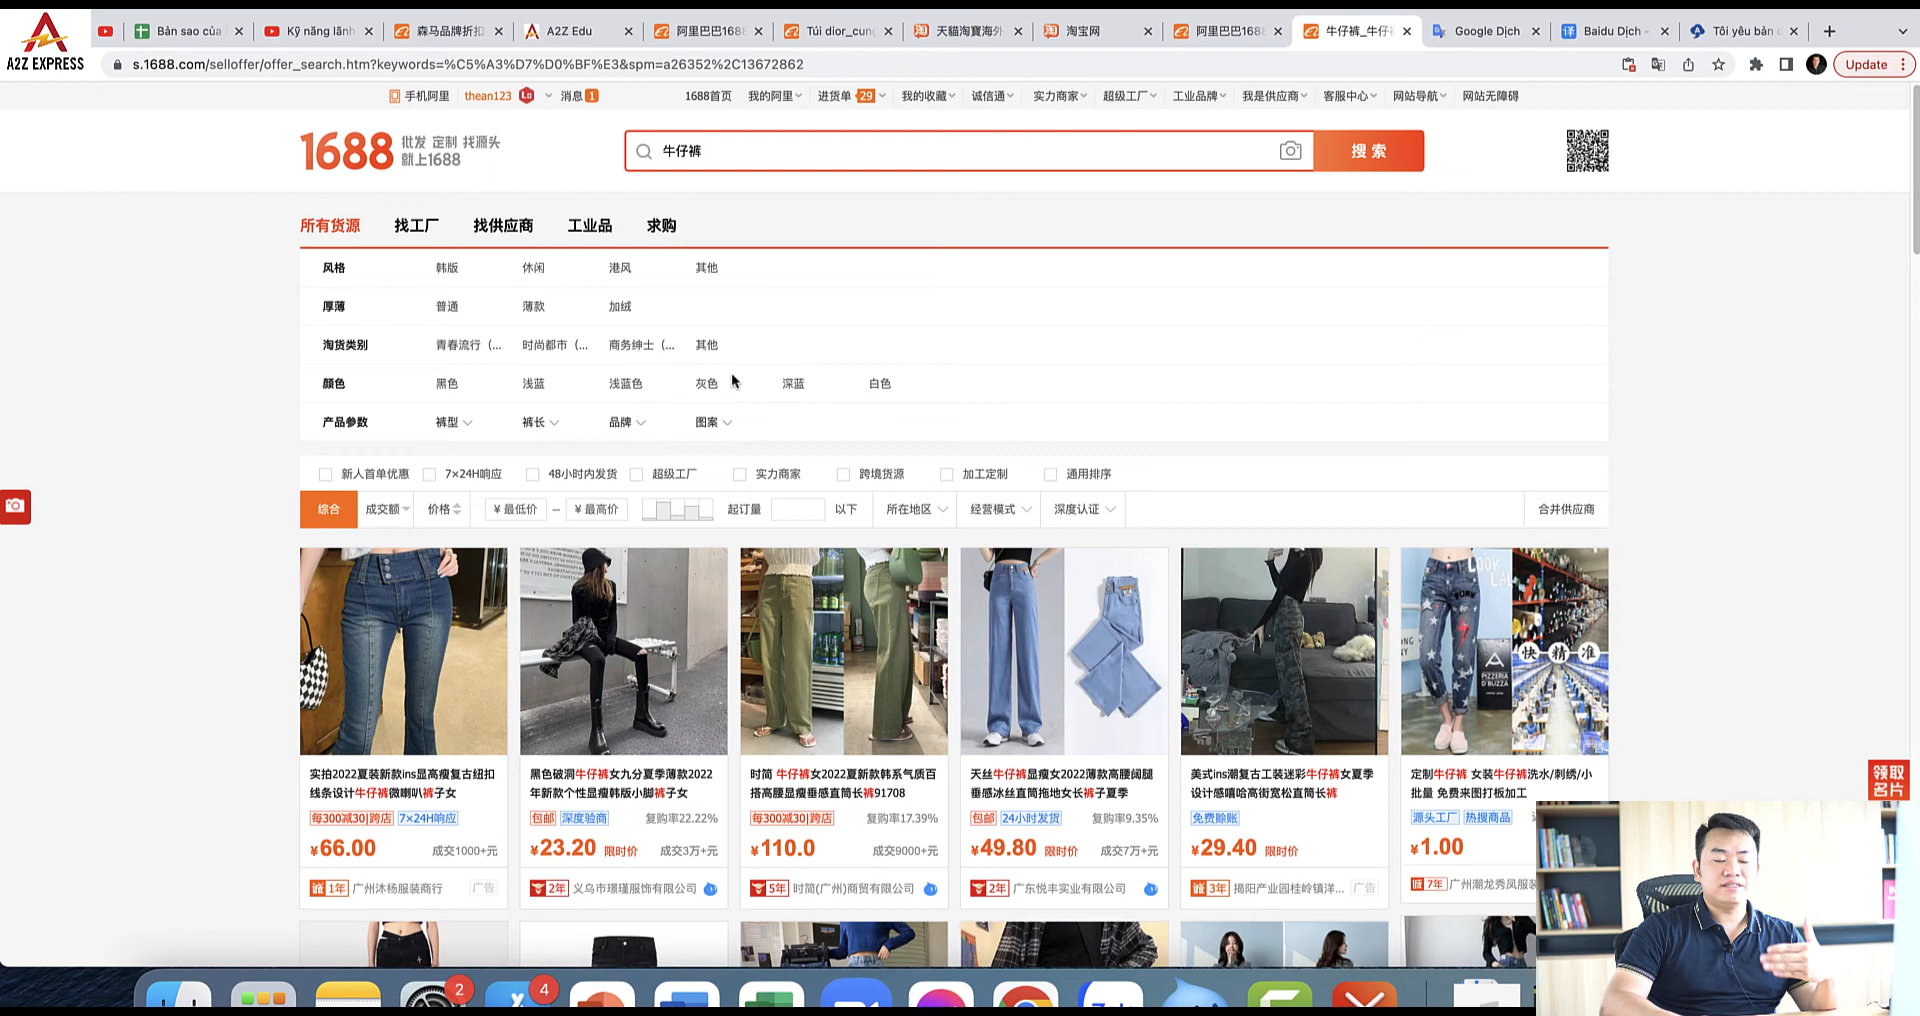 A2Z EXPRESS
Bản sao của
Kỹ năng lãnh
森马品牌折扣
A2Z Edu
阿里巴巴1688
Túi dior_cung
天貓淘寶海外
淘宝网
阿里巴巴1688
牛仔裤_牛仔
Google Dịch
Baidu Dịch -
Tôi yêu bản c
s.1688.com/selloffer/offer_search.htm?keywords=%C5%A3%D7%D0%BF%E3&spm=a26352%2C13672862
Update
手机阿里 thean123 消息 1
1688首页 我的阿里 进货单 29 我的收藏 诚信通 实力商家 超级工厂 工业品牌 我是供应商 客服中心 网站导航 网站无障碍
1688 批发 定制 找源头
就上1688
牛仔裤
搜 索
所有货源 找工厂 找供应商 工业品 求购
风格 韩版 休闲 港风 其他
厚薄 普通 薄款 加绒
淘货类别 青春流行（... 时尚都市（... 商务绅士（... 其他
颜色 黑色 浅蓝 浅蓝色 灰色 深蓝 白色
产品参数 裤型 裤长 品牌 图案
新人首单优惠 7×24H响应 48小时内发货 超级工厂 实力商家 跨境货源 加工定制 通用排序
综合 成交额 价格 ¥ 最低价 – ¥ 最高价 起订量 以下 所在地区 经营模式 深度认证 合并供应商
实拍2022夏装新款ins显高瘦复古纽扣
线条设计牛仔裤微喇叭裤子女
每300减30|跨店 7×24H响应
¥66.00 成交1000+元
1年 广州沐杨服装商行 广告
黑色破洞牛仔裤女九分夏季薄款2022
年新款个性显瘦韩版小脚裤子女
包邮 深度验商 复购率22.22%
¥23.20 限时价 成交3万+元
2年 义乌市璟瑾服饰有限公司
时简 牛仔裤女2022夏新款韩系气质百
搭高腰显瘦垂感直筒长裤91708
每300减30|跨店 复购率17.39%
¥110.0 成交9000+元
5年 时简(广州)商贸有限公司
天丝牛仔裤显瘦女2022薄款高腰阔腿
垂感冰丝直筒拖地女长裤子夏季
包邮 24小时发货 复购率9.35%
¥49.80 限时价 成交7万+元
2年 广东悦丰实业有限公司
美式ins潮复古工装迷彩牛仔裤女夏季
设计感嘻哈高街宽松直筒长裤
免费赊账
¥29.40 限时价
3年 揭阳产业园桂岭镇洋... 广告
快 精 准
PIZZERIA
D BUZZA
定制牛仔裤 女装牛仔裤洗水/刺绣/小
批量 免费来图打板加工
源头工厂 热搜商品
¥1.00
7年 广州潮龙秀凤服装
领取
名片
2
4